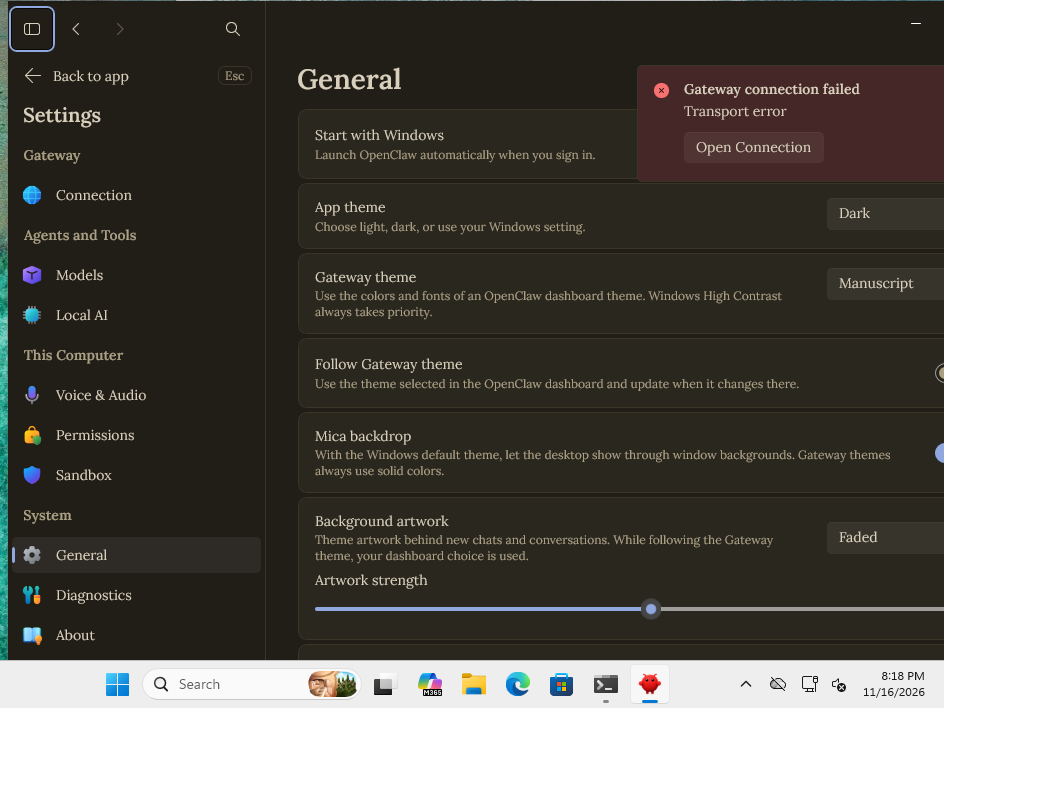 Back to app
Esc
Settings
Gateway
Connection
Agents and Tools
Models
Local AI
This Computer
Voice & Audio
Permissions
Sandbox
System
General
Diagnostics
About
General
Gateway connection failed
Transport error
Open Connection
Start with Windows
Launch OpenClaw automatically when you sign in.
App theme
Choose light, dark, or use your Windows setting.
Dark
Gateway theme
Use the colors and fonts of an OpenClaw dashboard theme. Windows High Contrast
always takes priority.
Manuscript
Follow Gateway theme
Use the theme selected in the OpenClaw dashboard and update when it changes there.
Mica backdrop
With the Windows default theme, let the desktop show through window backgrounds. Gateway themes
always use solid colors.
Background artwork
Theme artwork behind new chats and conversations. While following the Gateway
theme, your dashboard choice is used.
Faded
Artwork strength
Search
M365
8:18 PM
11/16/2026